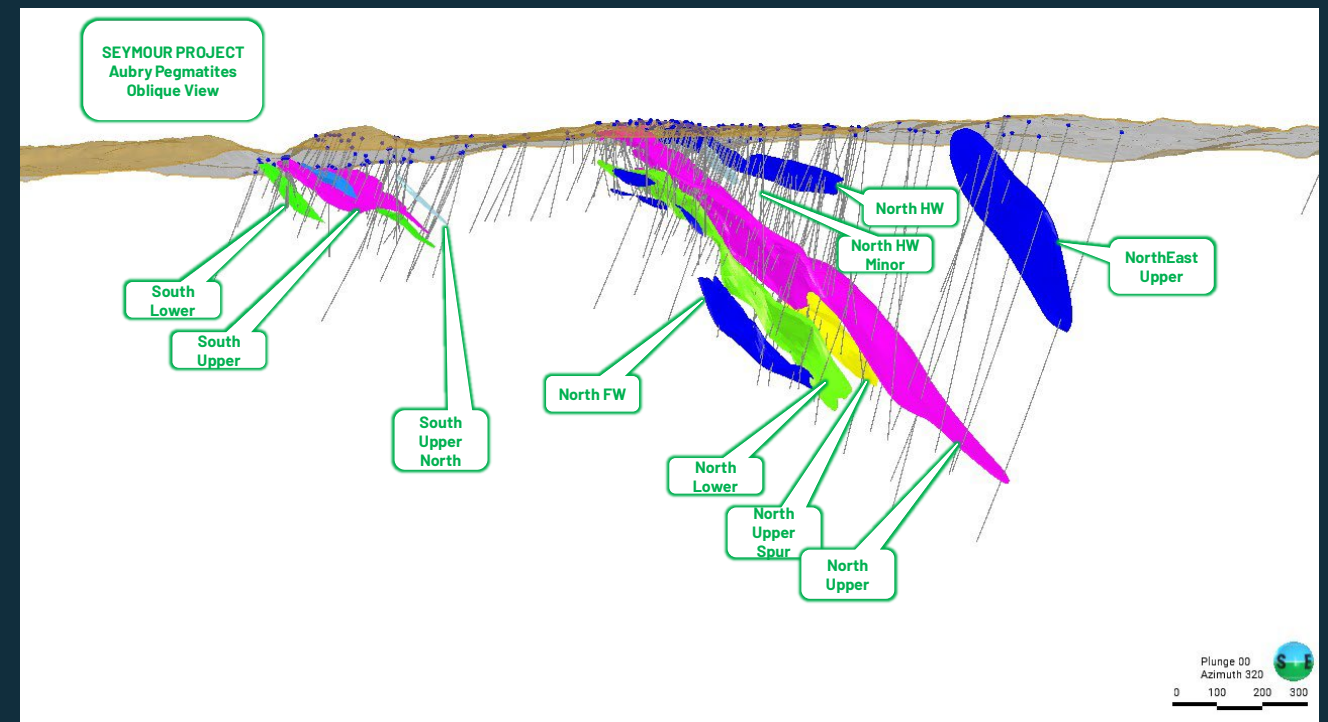 SEYMOUR PROJECT
Aubry Pegmatites
Oblique View
North HW
North HW
Minor
NorthEast
Upper
South
Lower
South
Upper
North FW
South
Upper
North
North
Lower
North
Upper
Spur
North
Upper
Plunge 00
Azimuth 320
S E
0 100 200 300